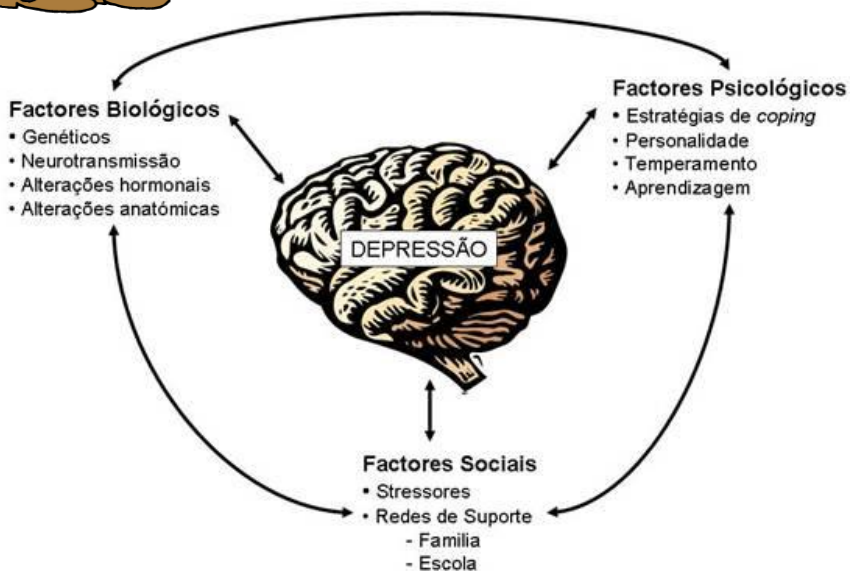 Factores Biológicos
• Genéticos
• Neurotransmissão
• Alterações hormonais
• Alterações anatómicas
Factores Psicológicos
• Estratégias de coping
• Personalidade
• Temperamento
• Aprendizagem
DEPRESSÃO
Factores Sociais
• Stressores
• Redes de Suporte
- Familia
- Escola